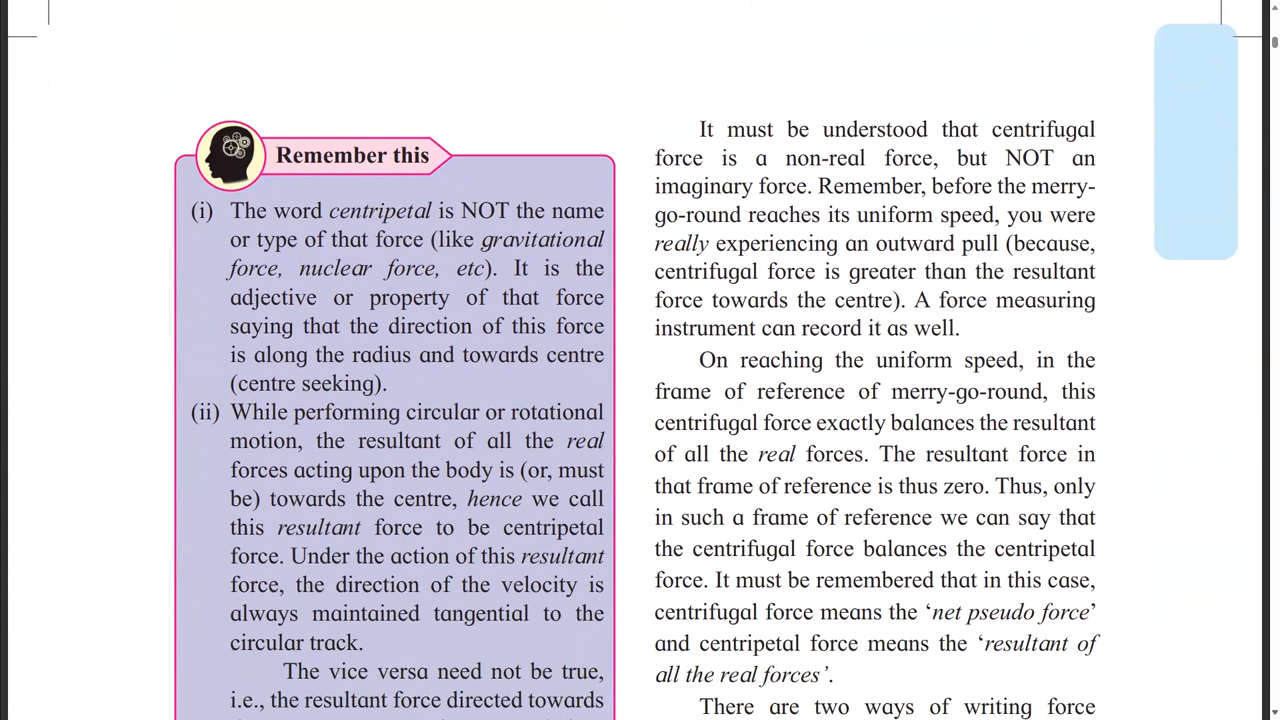 Remember this
(i) The word centripetal is NOT the name
or type of that force (like gravitational
force, nuclear force, etc). It is the
adjective or property of that force
saying that the direction of this force
is along the radius and towards centre
(centre seeking).
(ii) While performing circular or rotational
motion, the resultant of all the real
forces acting upon the body is (or, must
be) towards the centre, hence we call
this resultant force to be centripetal
force. Under the action of this resultant
force, the direction of the velocity is
always maintained tangential to the
circular track.
The vice versa need not be true,
i.e., the resultant force directed towards
It must be understood that centrifugal
force is a non-real force, but NOT an
imaginary force. Remember, before the merry-
go-round reaches its uniform speed, you were
really experiencing an outward pull (because,
centrifugal force is greater than the resultant
force towards the centre). A force measuring
instrument can record it as well.
On reaching the uniform speed, in the
frame of reference of merry-go-round, this
centrifugal force exactly balances the resultant
of all the real forces. The resultant force in
that frame of reference is thus zero. Thus, only
in such a frame of reference we can say that
the centrifugal force balances the centripetal
force. It must be remembered that in this case,
centrifugal force means the ‘net pseudo force’
and centripetal force means the ‘resultant of
all the real forces’.
There are two ways of writing force